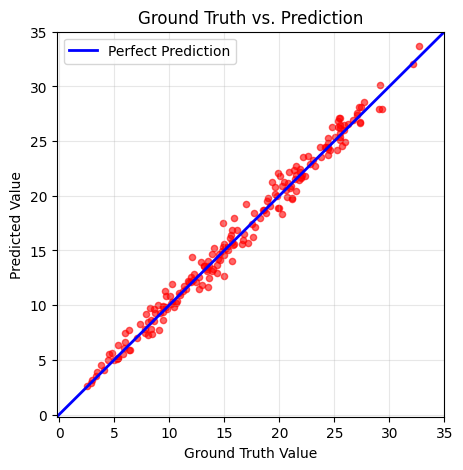 Ground Truth vs. Prediction
Perfect Prediction
Predicted Value
35
30
25
20
15
10
5
0
0 5 10 15 20 25 30 35
Ground Truth Value